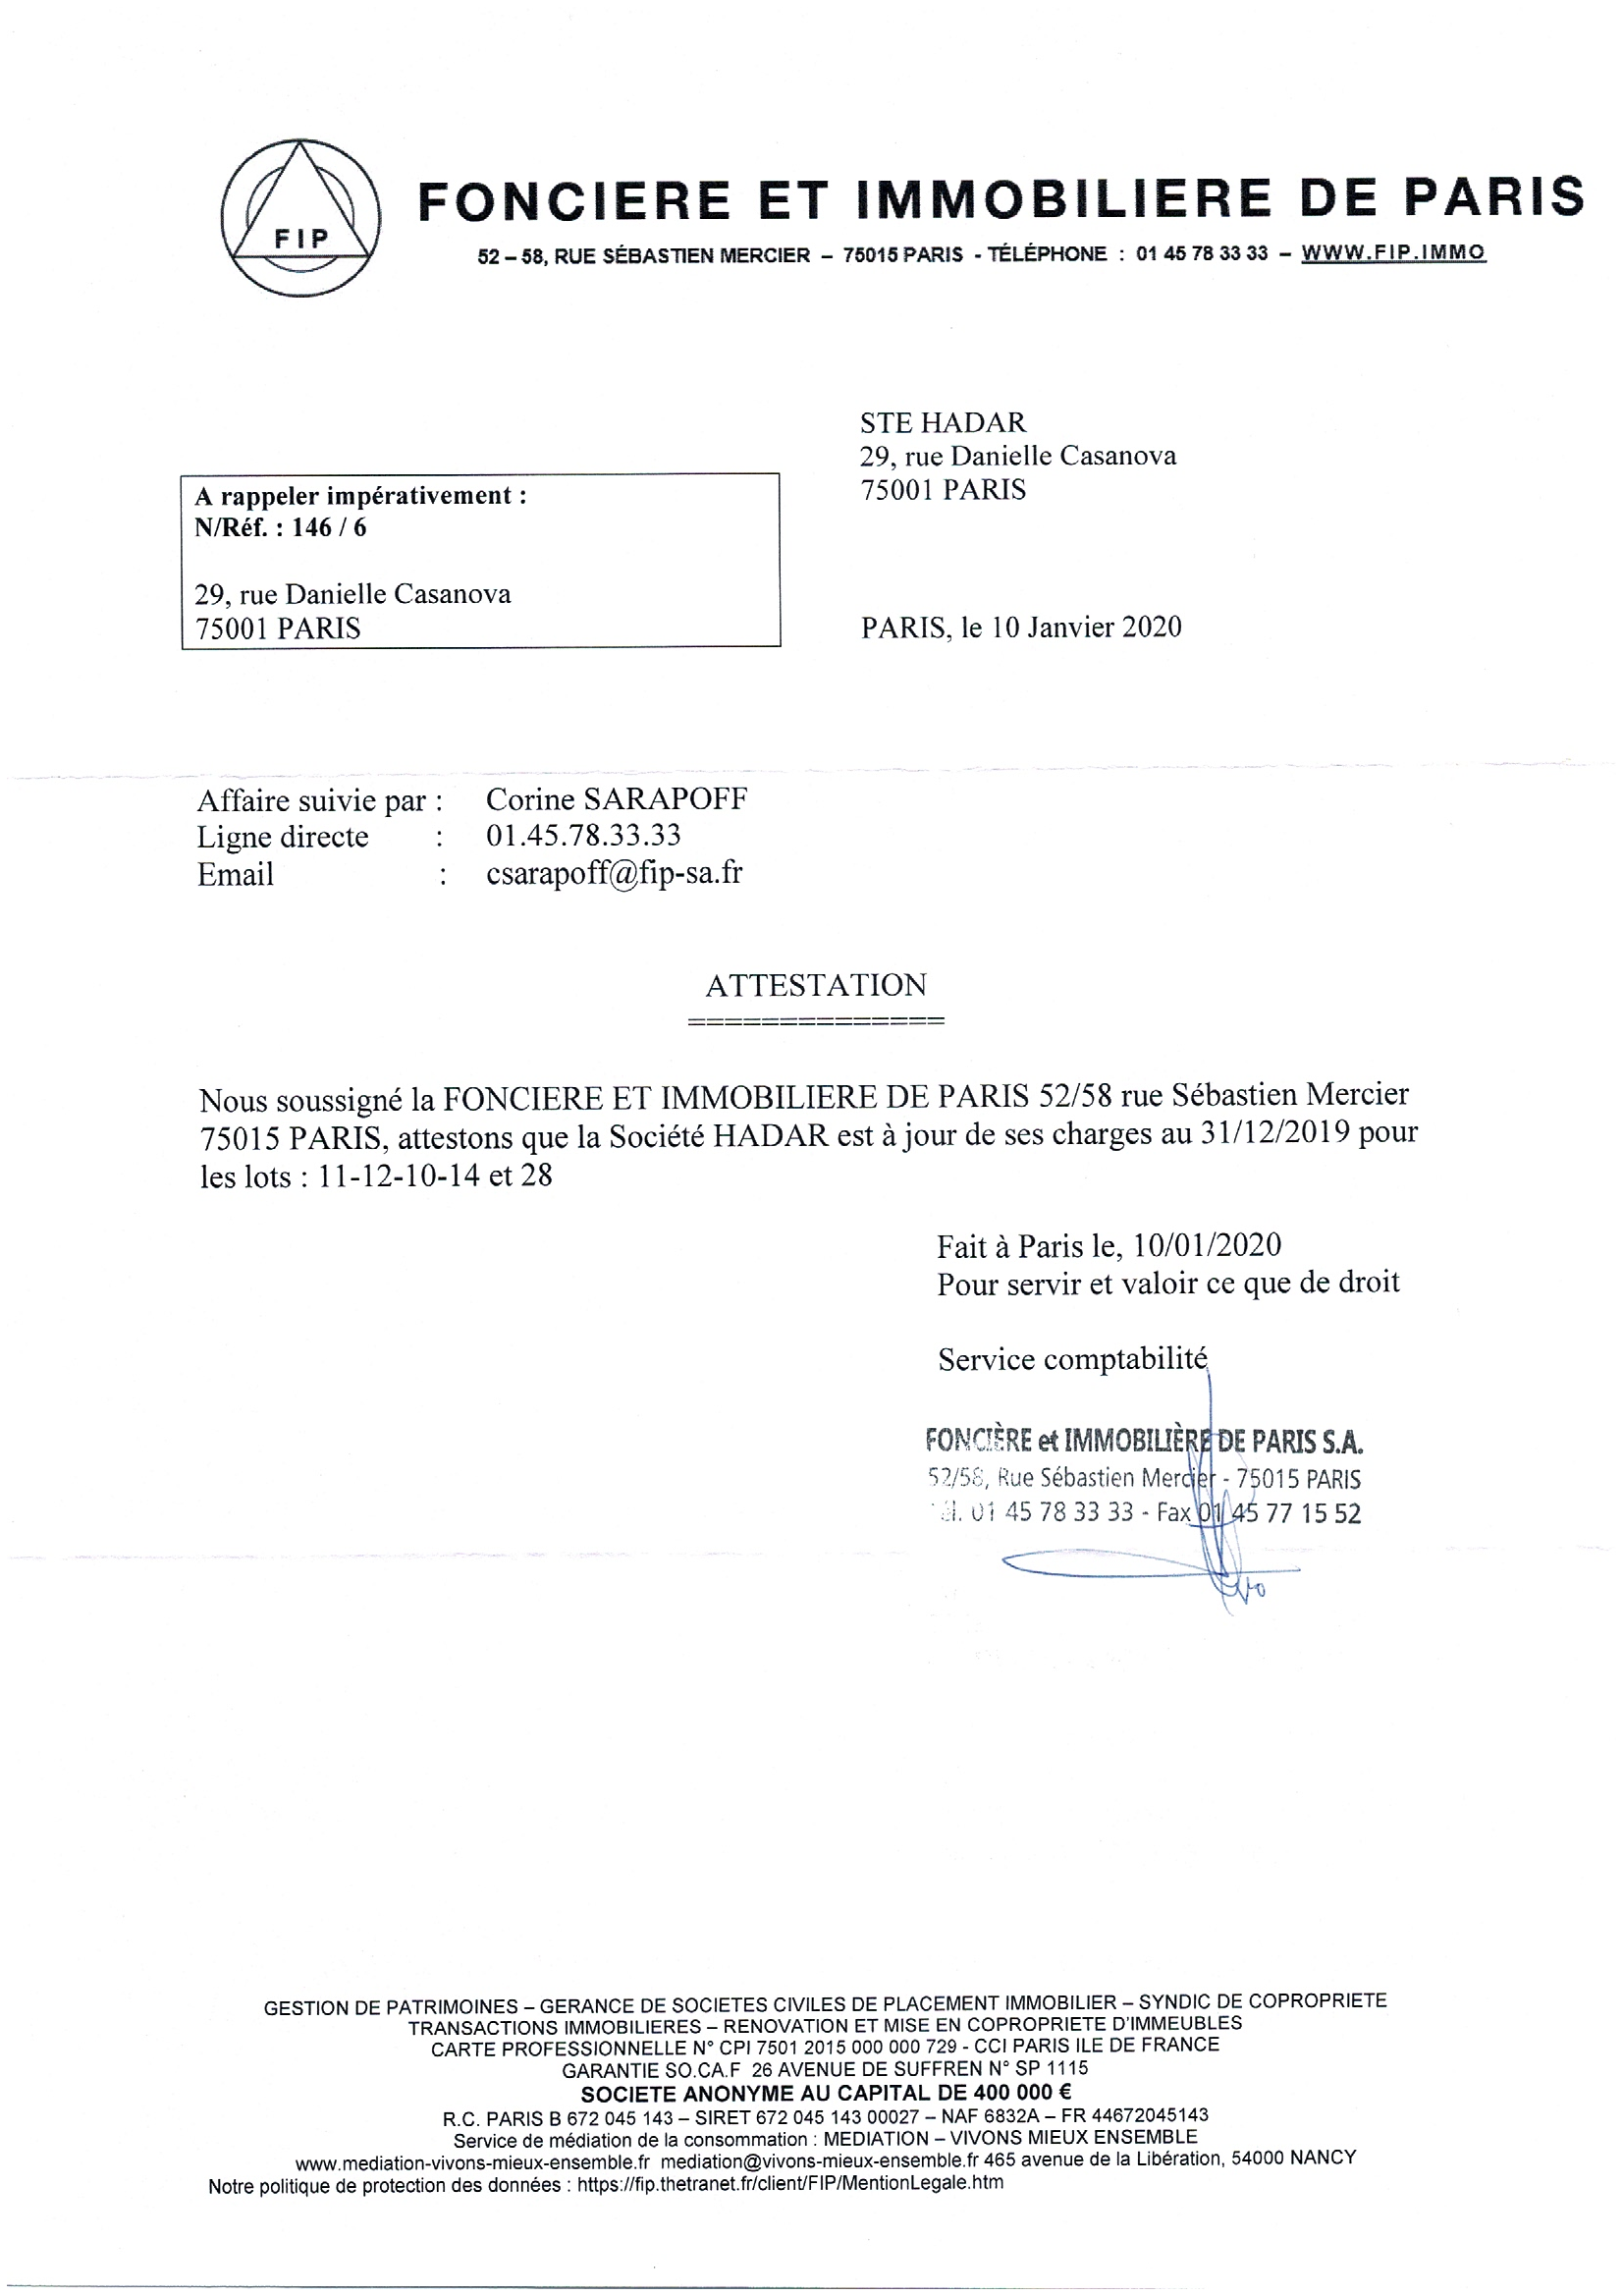 FIP
FONCIERE ET IMMOBILIERE DE PARIS
52 – 58, RUE SÉBASTIEN MERCIER – 75015 PARIS - TÉLÉPHONE : 01 45 78 33 33 – WWW.FIP.IMMO
STE HADAR
29, rue Danielle Casanova
75001 PARIS
A rappeler impérativement :
N/Réf. : 146 / 6
29, rue Danielle Casanova
75001 PARIS
PARIS, le 10 Janvier 2020
Affaire suivie par : Corine SARAPOFF
Ligne directe : 01.45.78.33.33
Email : csarapoff@fip-sa.fr
ATTESTATION
==============
Nous soussigné la FONCIERE ET IMMOBILIERE DE PARIS 52/58 rue Sébastien Mercier
75015 PARIS, attestons que la Société HADAR est à jour de ses charges au 31/12/2019 pour
les lots : 11-12-10-14 et 28
Fait à Paris le, 10/01/2020
Pour servir et valoir ce que de droit
Service comptabilité
FONCIÈRE et IMMOBILIÈRE DE PARIS S.A.
52/58, Rue Sébastien Mercier - 75015 PARIS
Tél. 01 45 78 33 33 - Fax 01 45 77 15 52
GESTION DE PATRIMOINES – GERANCE DE SOCIETES CIVILES DE PLACEMENT IMMOBILIER – SYNDIC DE COPROPRIETE
TRANSACTIONS IMMOBILIERES – RENOVATION ET MISE EN COPROPRIETE D'IMMEUBLES
CARTE PROFESSIONNELLE N° CPI 7501 2015 000 000 729 - CCI PARIS ILE DE FRANCE
GARANTIE SO.CA.F 26 AVENUE DE SUFFREN N° SP 1115
SOCIETE ANONYME AU CAPITAL DE 400 000 €
R.C. PARIS B 672 045 143 – SIRET 672 045 143 00027 – NAF 6832A – FR 44672045143
Service de médiation de la consommation : MEDIATION – VIVONS MIEUX ENSEMBLE
www.mediation-vivons-mieux-ensemble.fr mediation@vivons-mieux-ensemble.fr 465 avenue de la Libération, 54000 NANCY
Notre politique de protection des données : https://fip.thetranet.fr/client/FIP/MentionLegale.htm